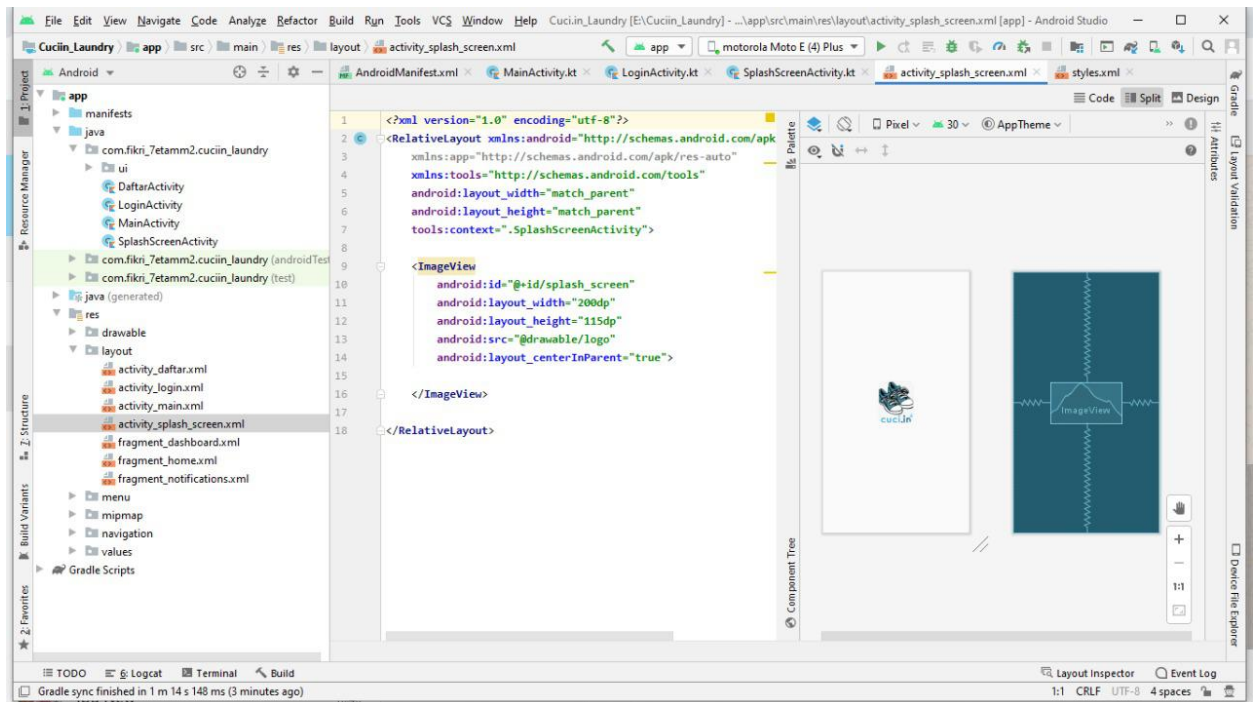 File Edit View Navigate Code Analyze Refactor Build Run Tools VCS Window Help Cuci.in_Laundry [E:\Cuciin_Laundry] - ...\app\src\main\res\layout\activity_splash_screen.xml [app] - Android Studio
Cuciin_Laundry app src main res layout activity_splash_screen.xml app motorola Moto E (4) Plus
Android AndroidManifest.xml MainActivity.kt LoginActivity.kt SplashScreenActivity.kt activity_splash_screen.xml styles.xml
Code Split Design
1: Project
Resource Manager
Z: Structure
Build Variants
2: Favorites
app
manifests
java
com.fikri_7etamm2.cuciin_laundry
ui
DaftarActivity
LoginActivity
MainActivity
SplashScreenActivity
com.fikri_7etamm2.cuciin_laundry (androidTest
com.fikri_7etamm2.cuciin_laundry (test)
java (generated)
res
drawable
layout
activity_daftar.xml
activity_login.xml
activity_main.xml
activity_splash_screen.xml
fragment_dashboard.xml
fragment_home.xml
fragment_notifications.xml
menu
mipmap
navigation
values
Gradle Scripts
1 <?xml version="1.0" encoding="utf-8"?>
2 <RelativeLayout xmlns:android="http://schemas.android.com/apk
3 xmlns:app="http://schemas.android.com/apk/res-auto"
4 xmlns:tools="http://schemas.android.com/tools"
5 android:layout_width="match_parent"
6 android:layout_height="match_parent"
7 tools:context=".SplashScreenActivity">
8
9 <ImageView
10 android:id="@+id/splash_screen"
11 android:layout_width="200dp"
12 android:layout_height="115dp"
13 android:src="@drawable/logo"
14 android:layout_centerInParent="true">
15
16 </ImageView>
17
18 </RelativeLayout>
Palette
Component Tree
Pixel 30 AppTheme
cuci.in
ImageView
1:1
Attributes
Gradle
Layout Validation
Device File Explorer
TODO 6: Logcat Terminal Build Layout Inspector Event Log
Gradle sync finished in 1 m 14 s 148 ms (3 minutes ago) 1:1 CRLF UTF-8 4 spaces